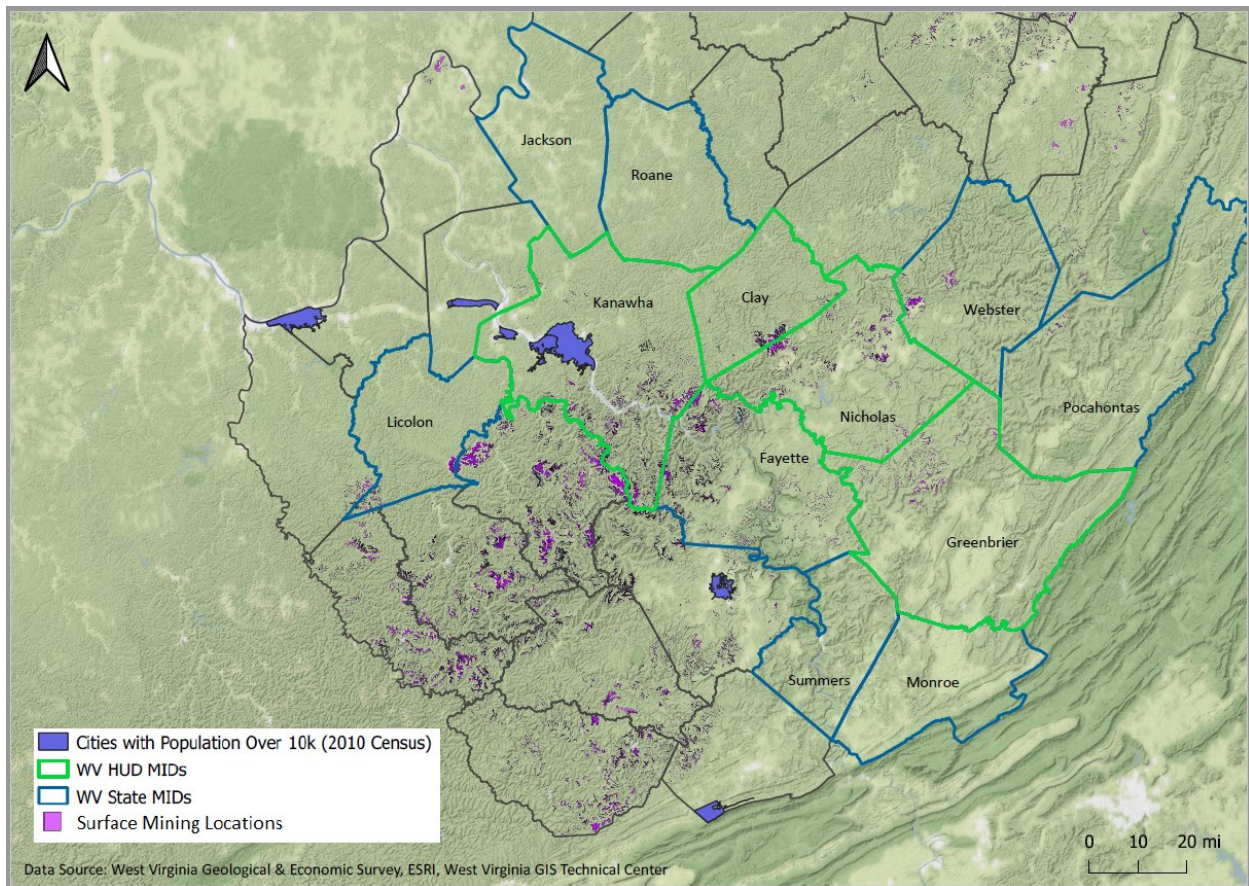 Jackson
Roane
Kanawha
Clay
Webster
Licolon
Nicholas
Pocahontas
Fayette
Greenbrier
Summers
Monroe
Cities with Population Over 10k (2010 Census)
WV HUD MIDs
WV State MIDs
Surface Mining Locations
0 10 20 mi
Data Source: West Virginia Geological & Economic Survey, ESRI, West Virginia GIS Technical Center